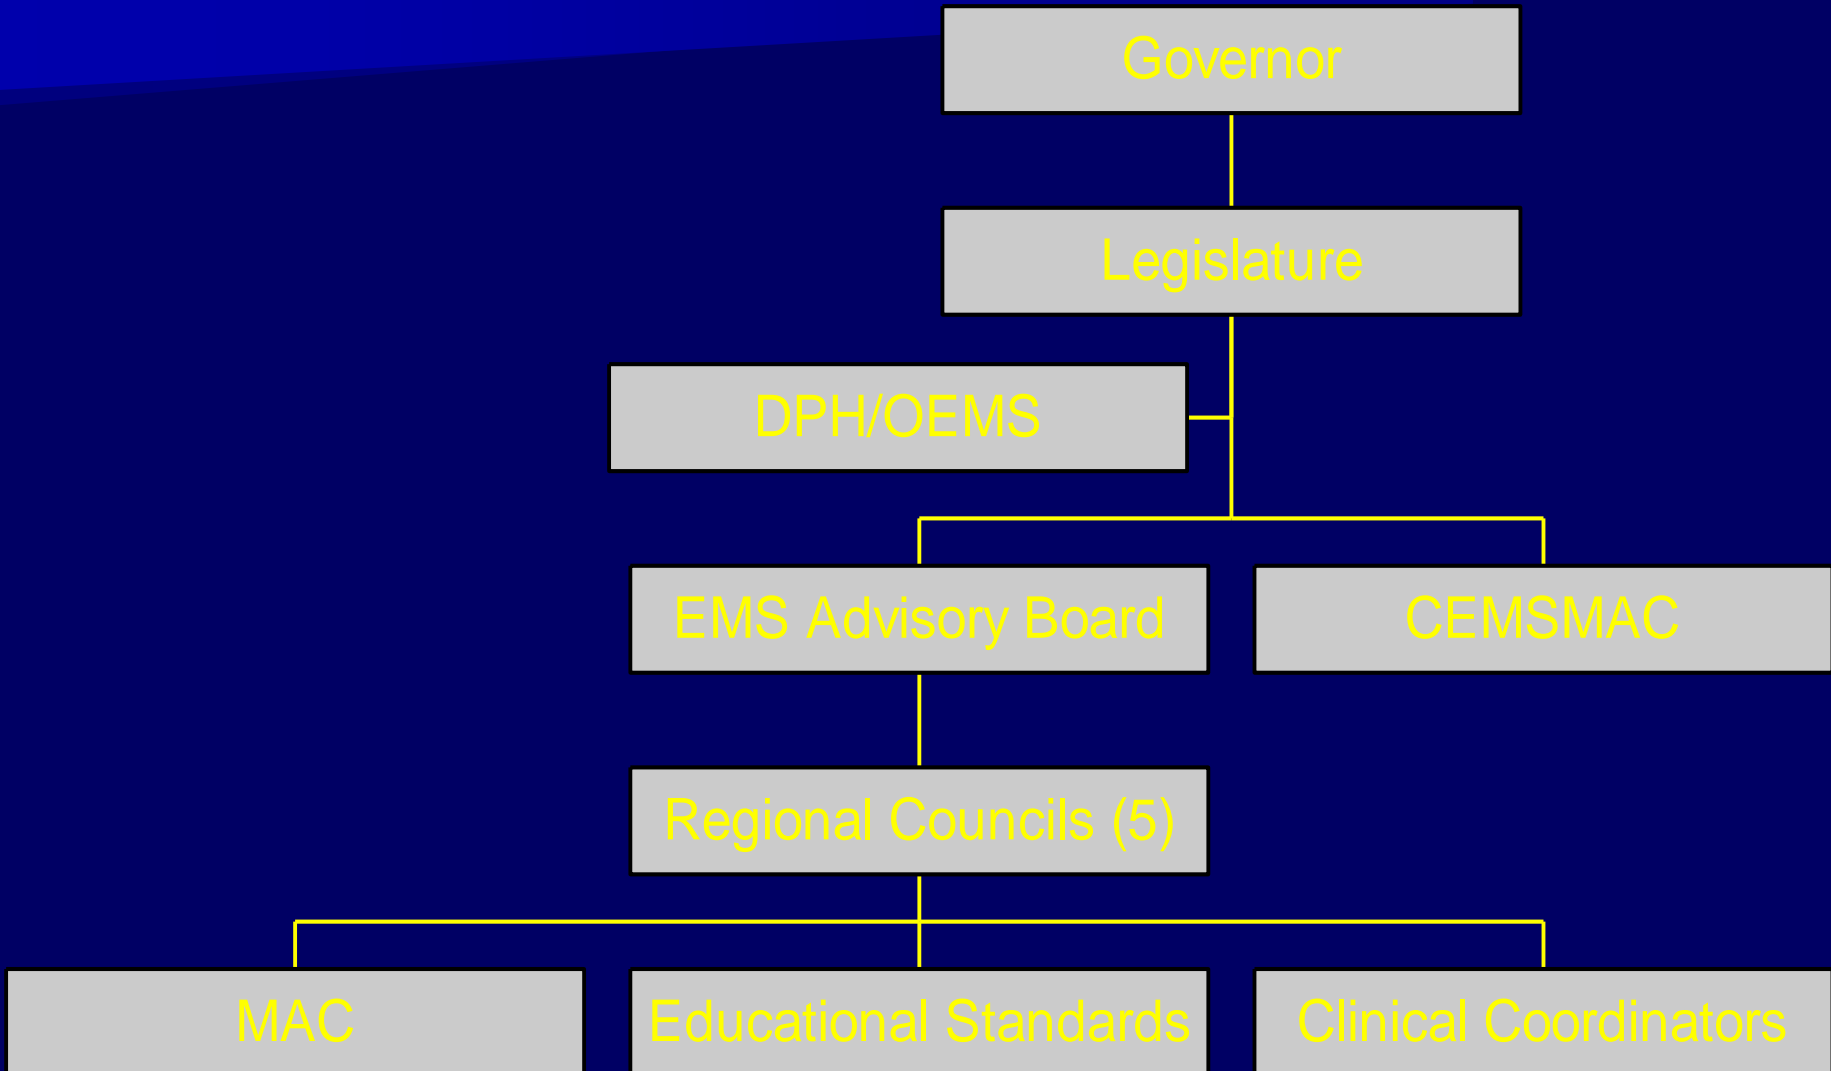 Governor
Legislature
DPH/OEMS
EMS Advisory Board
CEMSMAC
Regional Councils (5)
MAC
Educational Standards
Clinical Coordinators